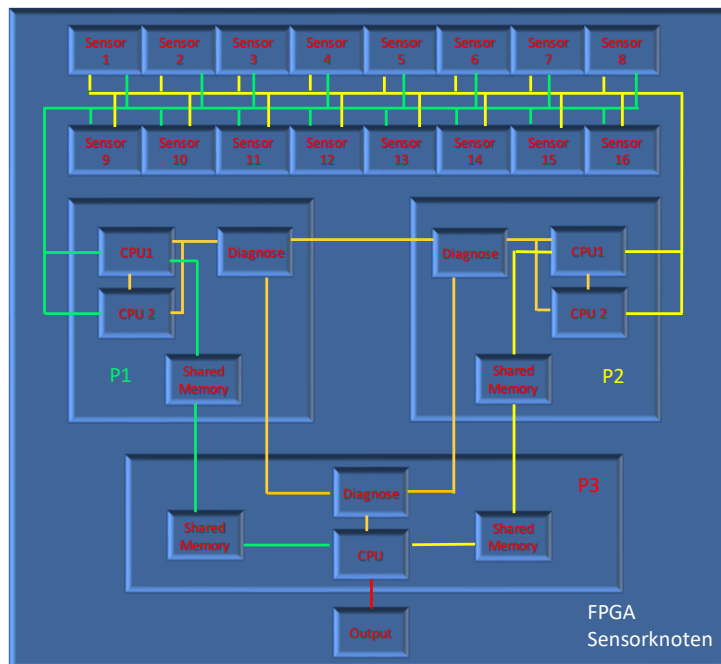 Sensor
1
Sensor
2
Sensor
3
Sensor
4
Sensor
5
Sensor
6
Sensor
7
Sensor
8
Sensor
9
Sensor
10
Sensor
11
Sensor
12
Sensor
13
Sensor
14
Sensor
15
Sensor
16
CPU1
Diagnose
CPU 2
Shared
Memory
P1
Diagnose
CPU1
CPU 2
Shared
Memory
P2
Diagnose
P3
Shared
Memory
CPU
Shared
Memory
Output
FPGA
Sensorknoten